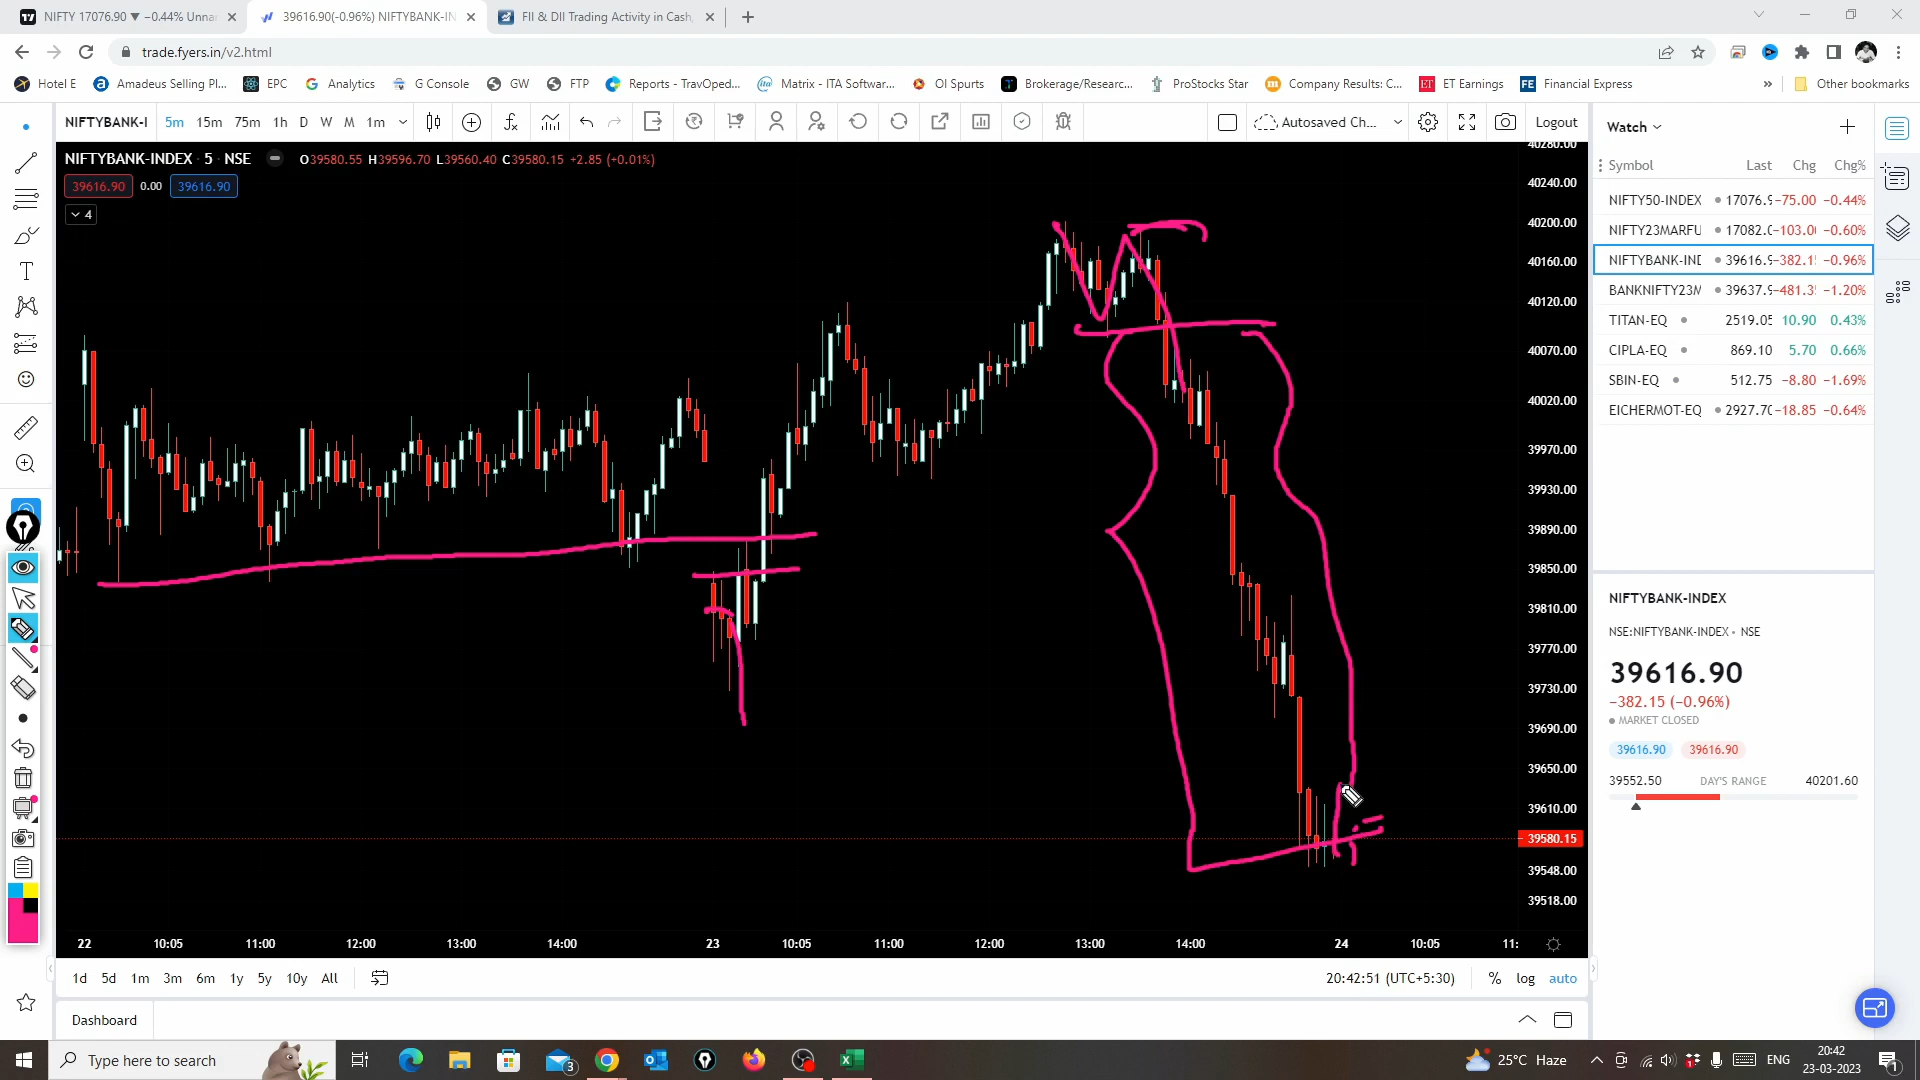 NIFTY 17076.90 ▼ −0.44% Unnar
39616.90(-0.96%) NIFTYBANK-IN
FII & DII Trading Activity in Cash,
trade.fyers.in/v2.html
Hotel E
Amadeus Selling Pl...
EPC
Analytics
G Console
GW
FTP
Reports - TravOped...
Matrix - ITA Softwar...
OI Spurts
Brokerage/Researc...
ProStocks Star
Company Results: C...
ET Earnings
Financial Express
» Other bookmarks
NIFTYBANK-I 5m 15m 75m 1h D W M 1m
Autosaved Ch...
Logout
NIFTYBANK-INDEX · 5 · NSE
O39580.55 H39596.70 L39560.40 C39580.15 +2.85 (+0.01%)
39616.90 0.00 39616.90
4
40280.00
40240.00
40200.00
40160.00
40120.00
40070.00
40020.00
39970.00
39930.00
39890.00
39850.00
39810.00
39770.00
39730.00
39690.00
39650.00
39610.00
39580.15
39548.00
39518.00
22 10:05 11:00 12:00 13:00 14:00 23 10:05 11:00 12:00 13:00 14:00 24 10:05 11:
1d 5d 1m 3m 6m 1y 5y 10y All
20:42:51 (UTC+5:30) % log auto
Dashboard
Watch
Symbol Last Chg Chg%
NIFTY50-INDEX 17076.9 −75.00 −0.44%
NIFTY23MARFU 17082.0 −103.0 −0.60%
NIFTYBANK-IND 39616.9 −382.1 −0.96%
BANKNIFTY23M 39637.9 −481.3 −1.20%
TITAN-EQ 2519.05 10.90 0.43%
CIPLA-EQ 869.10 5.70 0.66%
SBIN-EQ 512.75 −8.80 −1.69%
EICHERMOT-EQ 2927.70 −18.85 −0.64%
NIFTYBANK-INDEX
NSE:NIFTYBANK-INDEX • NSE
39616.90
−382.15 (−0.96%)
MARKET CLOSED
39616.90 39616.90
39552.50 DAY'S RANGE 40201.60
Type here to search
3
25°C Haze
ENG
20:42
23-03-2023
1